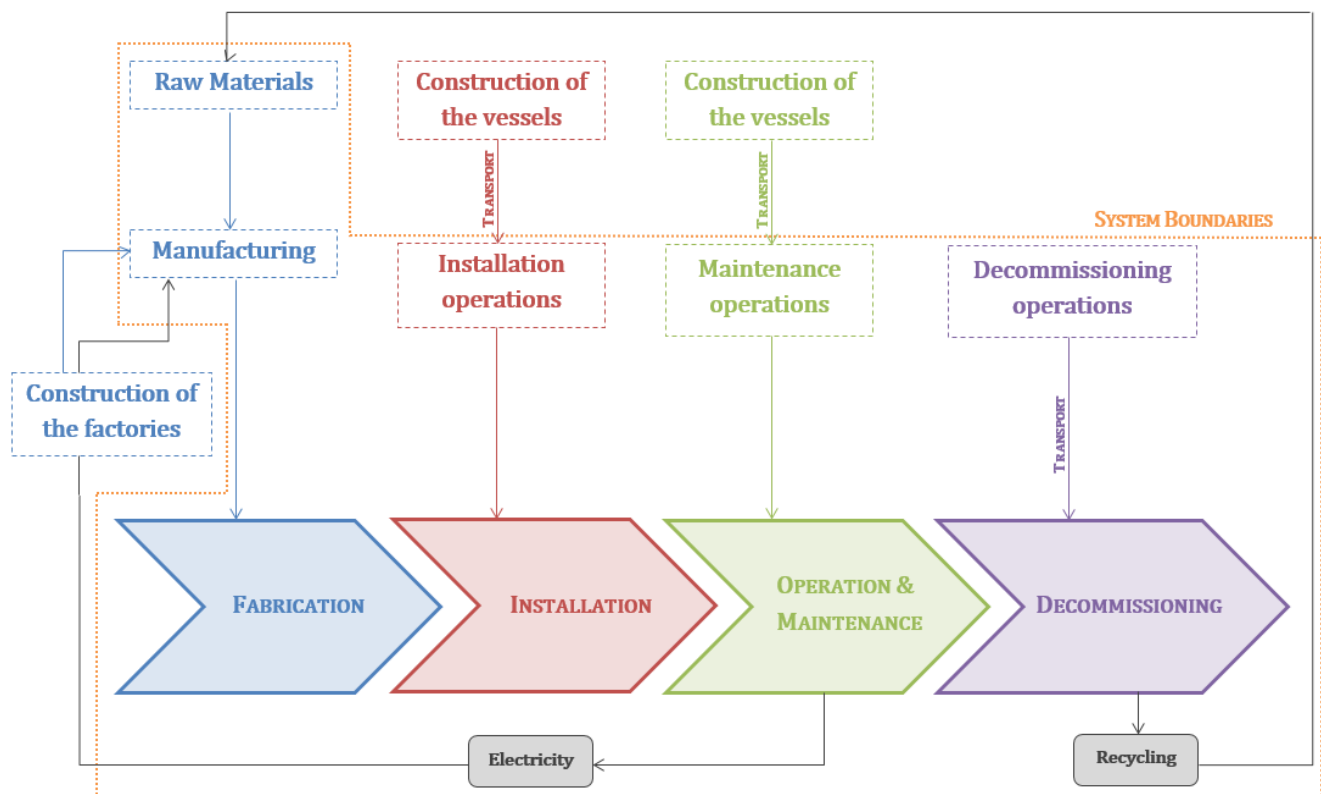 Raw Materials
Construction of
the vessels
Construction of
the vessels
TRANSPORT
TRANSPORT
SYSTEM BOUNDARIES
Manufacturing
Installation
operations
Maintenance
operations
Decommissioning
operations
Construction of
the factories
TRANSPORT
FABRICATION
INSTALLATION
OPERATION &
MAINTENANCE
DECOMMISSIONING
Electricity
Recycling